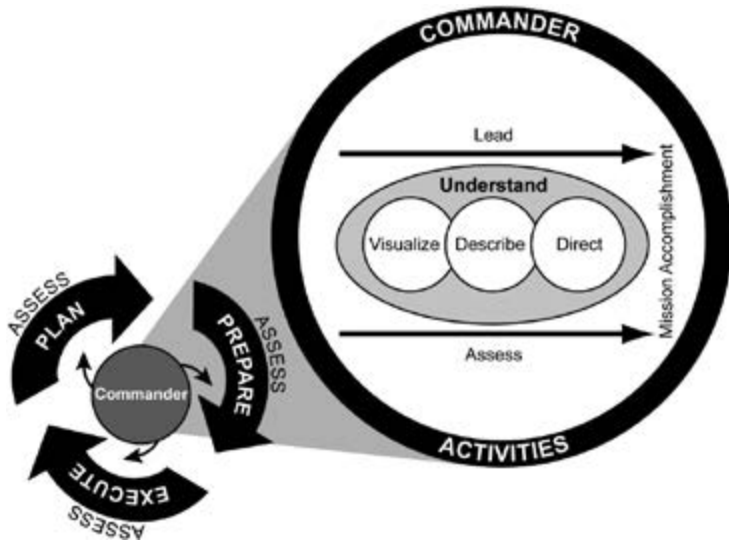 COMMANDER
Lead
Understand
Visualize Describe Direct
Mission Accomplishment
Assess
ACTIVITIES
ASSESS
PLAN
PREPARE
ASSESS
Commander
EXECUTE
ASSESS